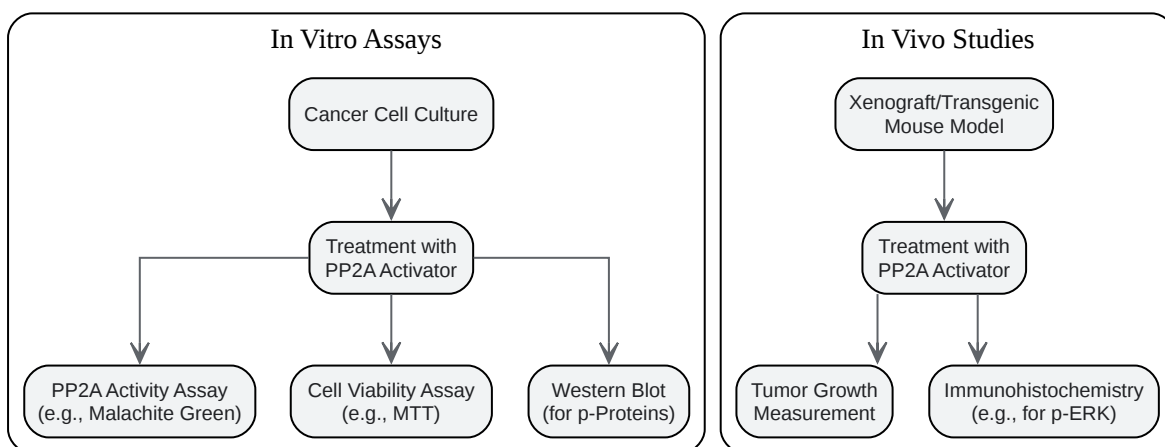 In Vitro Assays
Cancer Cell Culture
Treatment with
PP2A Activator
PP2A Activity Assay
(e.g., Malachite Green)
Cell Viability Assay
(e.g., MTT)
Western Blot
(for p-Proteins)
In Vivo Studies
Xenograft/Transgenic
Mouse Model
Treatment with
PP2A Activator
Tumor Growth
Measurement
Immunohistochemistry
(e.g., for p-ERK)